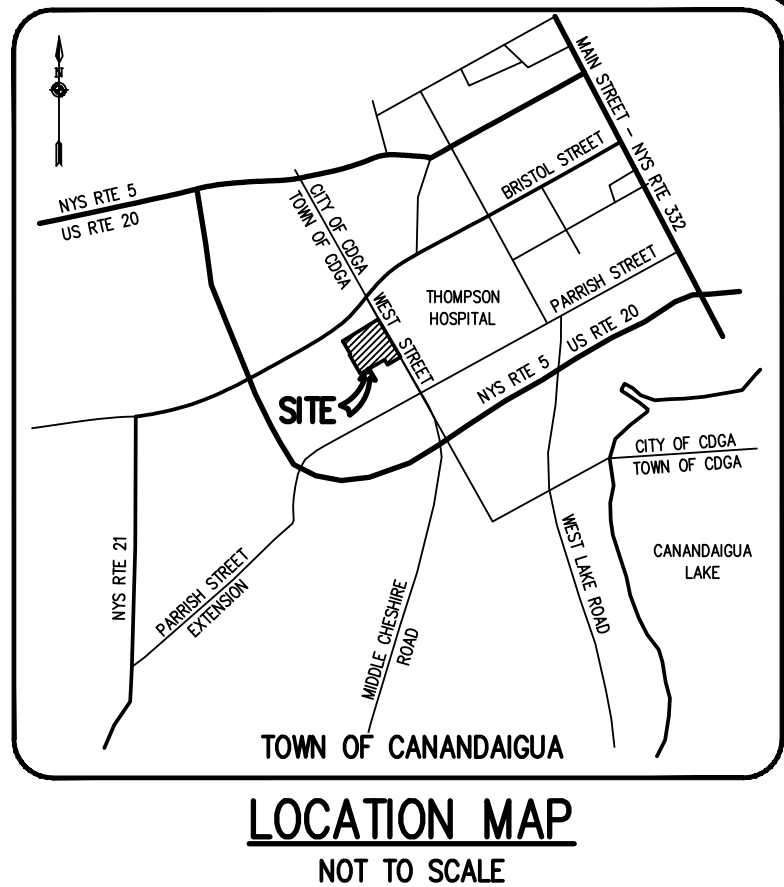 N
MAIN STREET – NYS RTE 332
BRISTOL STREET
NYS RTE 5
US RTE 20
CITY OF CDGA
TOWN OF CDGA
WEST STREET
THOMPSON
HOSPITAL
PARRISH STREET
NYS RTE 5 US RTE 20
SITE
CITY OF CDGA
TOWN OF CDGA
NYS RTE 21
PARRISH STREET
EXTENSION
MIDDLE CHESHIRE
ROAD
WEST LAKE ROAD
CANANDAIGUA
LAKE
TOWN OF CANANDAIGUA
LOCATION MAP
NOT TO SCALE